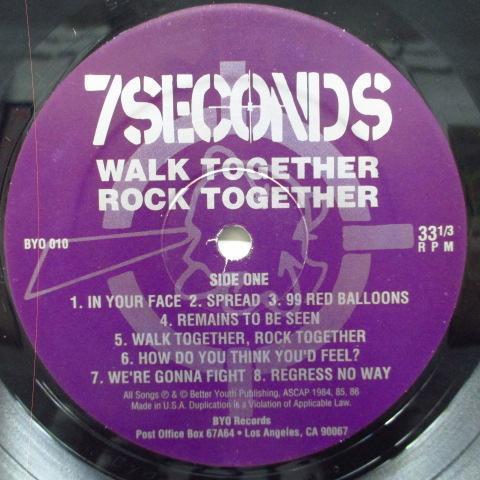 7SECONDS
WALK TOGETHER
ROCK TOGETHER
BYO 010
33 1/3
RPM
SIDE ONE
1. IN YOUR FACE 2. SPREAD 3. 99 RED BALLOONS
4. REMAINS TO BE SEEN
5. WALK TOGETHER, ROCK TOGETHER
6. HOW DO YOU THINK YOU'D FEEL?
7. WE'RE GONNA FIGHT 8. REGRESS NO WAY
All Songs ℗ & © Better Youth Publishing, ASCAP 1984, 85, 86
Made in U.S.A. Duplication is a Violation of Applicable Law.
BYO Records
Post Office Box 67A64 • Los Angeles, CA 90067